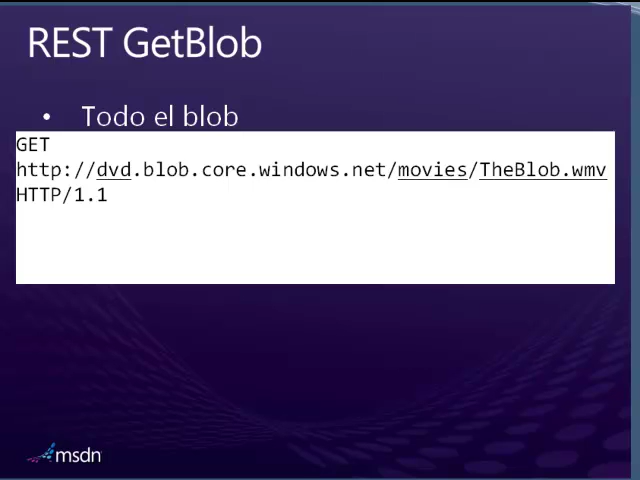 REST GetBlob
• Todo el blob
GET
http://dvd.blob.core.windows.net/movies/TheBlob.wmv
HTTP/1.1
msdn